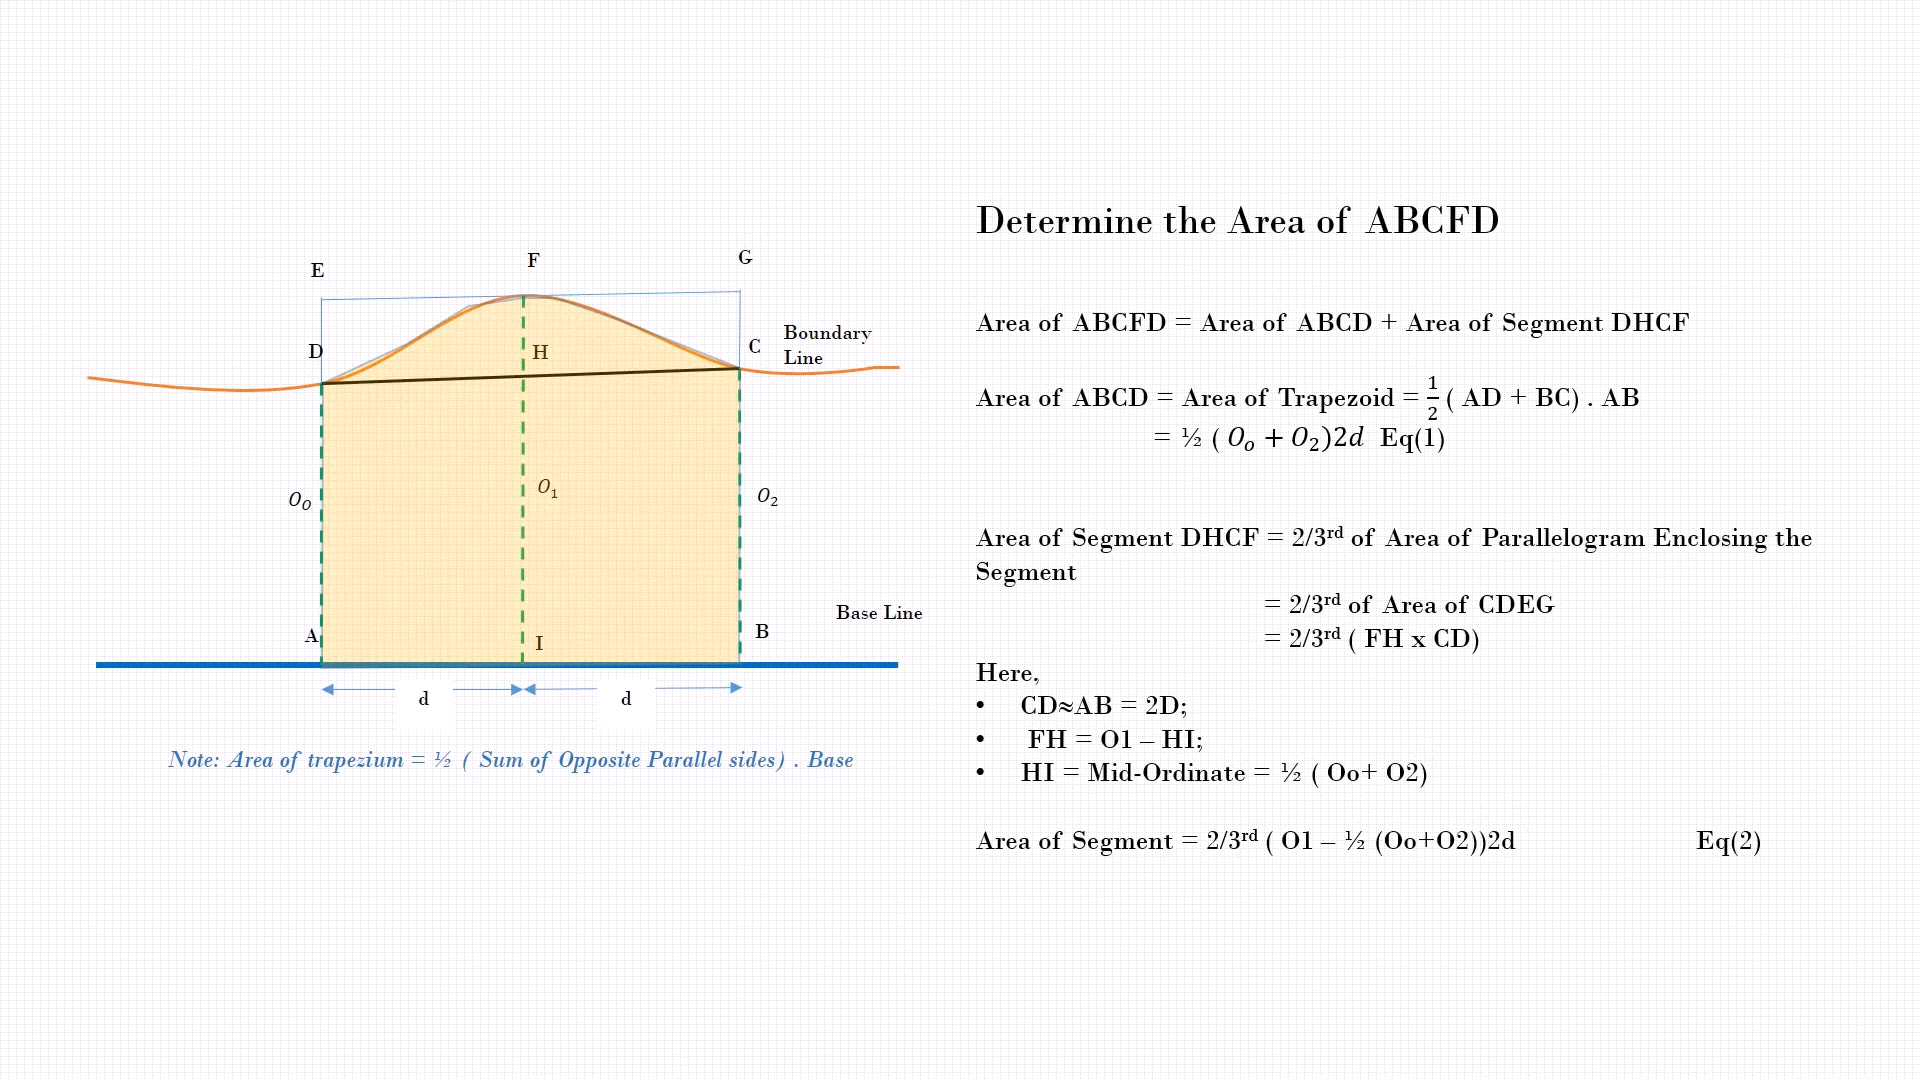 Determine the Area of ABCFD
E
F
G
D
H
C
Boundary
Line
Area of ABCFD = Area of ABCD + Area of Segment DHCF
Area of ABCD = Area of Trapezoid = 1/2 ( AD + BC) . AB
= ½ ( Oₒ + O₂)2d Eq(1)
O₀
O₁
O₂
Area of Segment DHCF = 2/3rd of Area of Parallelogram Enclosing the
Segment
= 2/3rd of Area of CDEG
= 2/3rd ( FH x CD)
Base Line
A
I
B
Here,
• CD≈AB = 2D;
• FH = O1 – HI;
• HI = Mid-Ordinate = ½ ( Oo+ O2)
d
d
Note: Area of trapezium = ½ ( Sum of Opposite Parallel sides) . Base
Area of Segment = 2/3rd ( O1 – ½ (Oo+O2))2d Eq(2)